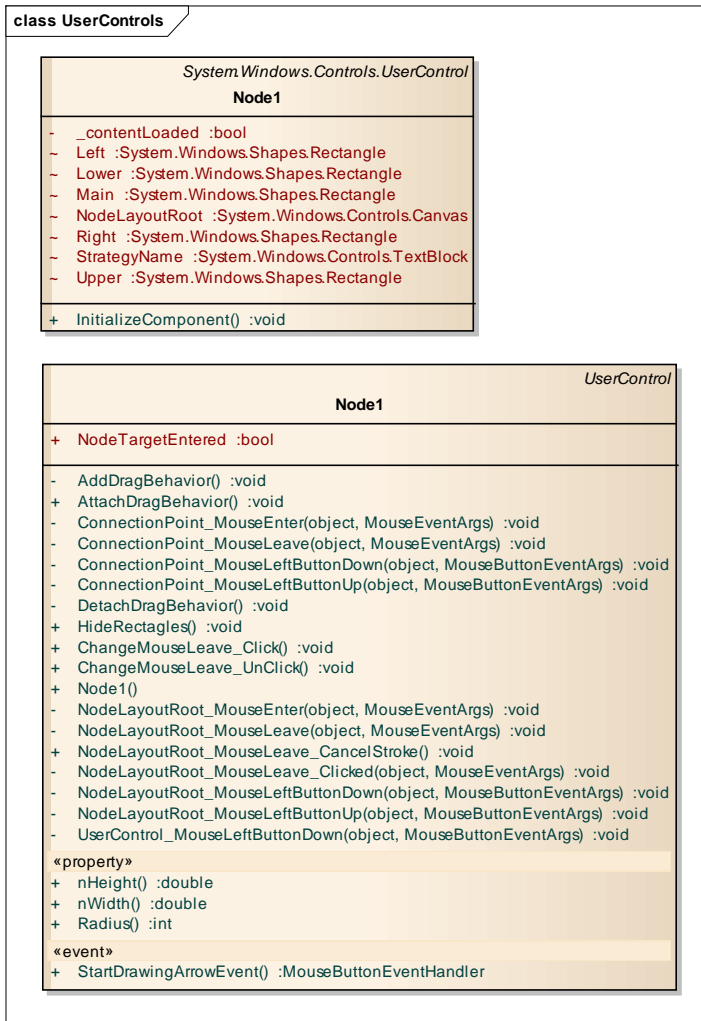 class UserControls
System.Windows.Controls.UserControl
Node1
- _contentLoaded :bool
~ Left :System.Windows.Shapes.Rectangle
~ Lower :System.Windows.Shapes.Rectangle
~ Main :System.Windows.Shapes.Rectangle
~ NodeLayoutRoot :System.Windows.Controls.Canvas
~ Right :System.Windows.Shapes.Rectangle
~ StrategyName :System.Windows.Controls.TextBlock
~ Upper :System.Windows.Shapes.Rectangle
+ InitializeComponent() :void
UserControl
Node1
+ NodeTargetEntered :bool
- AddDragBehavior() :void
+ AttachDragBehavior() :void
- ConnectionPoint_MouseEnter(object, MouseEventArgs) :void
- ConnectionPoint_MouseLeave(object, MouseEventArgs) :void
- ConnectionPoint_MouseLeftButtonDown(object, MouseButtonEventArgs) :void
- ConnectionPoint_MouseLeftButtonUp(object, MouseButtonEventArgs) :void
- DetachDragBehavior() :void
+ HideRectagles() :void
+ ChangeMouseLeave_Click() :void
+ ChangeMouseLeave_UnClick() :void
+ Node1()
- NodeLayoutRoot_MouseEnter(object, MouseEventArgs) :void
- NodeLayoutRoot_MouseLeave(object, MouseEventArgs) :void
+ NodeLayoutRoot_MouseLeave_CancelStroke() :void
- NodeLayoutRoot_MouseLeave_Clicked(object, MouseEventArgs) :void
- NodeLayoutRoot_MouseLeftButtonDown(object, MouseButtonEventArgs) :void
- NodeLayoutRoot_MouseLeftButtonUp(object, MouseButtonEventArgs) :void
- UserControl_MouseLeftButtonDown(object, MouseButtonEventArgs) :void
«property»
+ nHeight() :double
+ nWidth() :double
+ Radius() :int
«event»
+ StartDrawingArrowEvent() :MouseButtonEventHandler